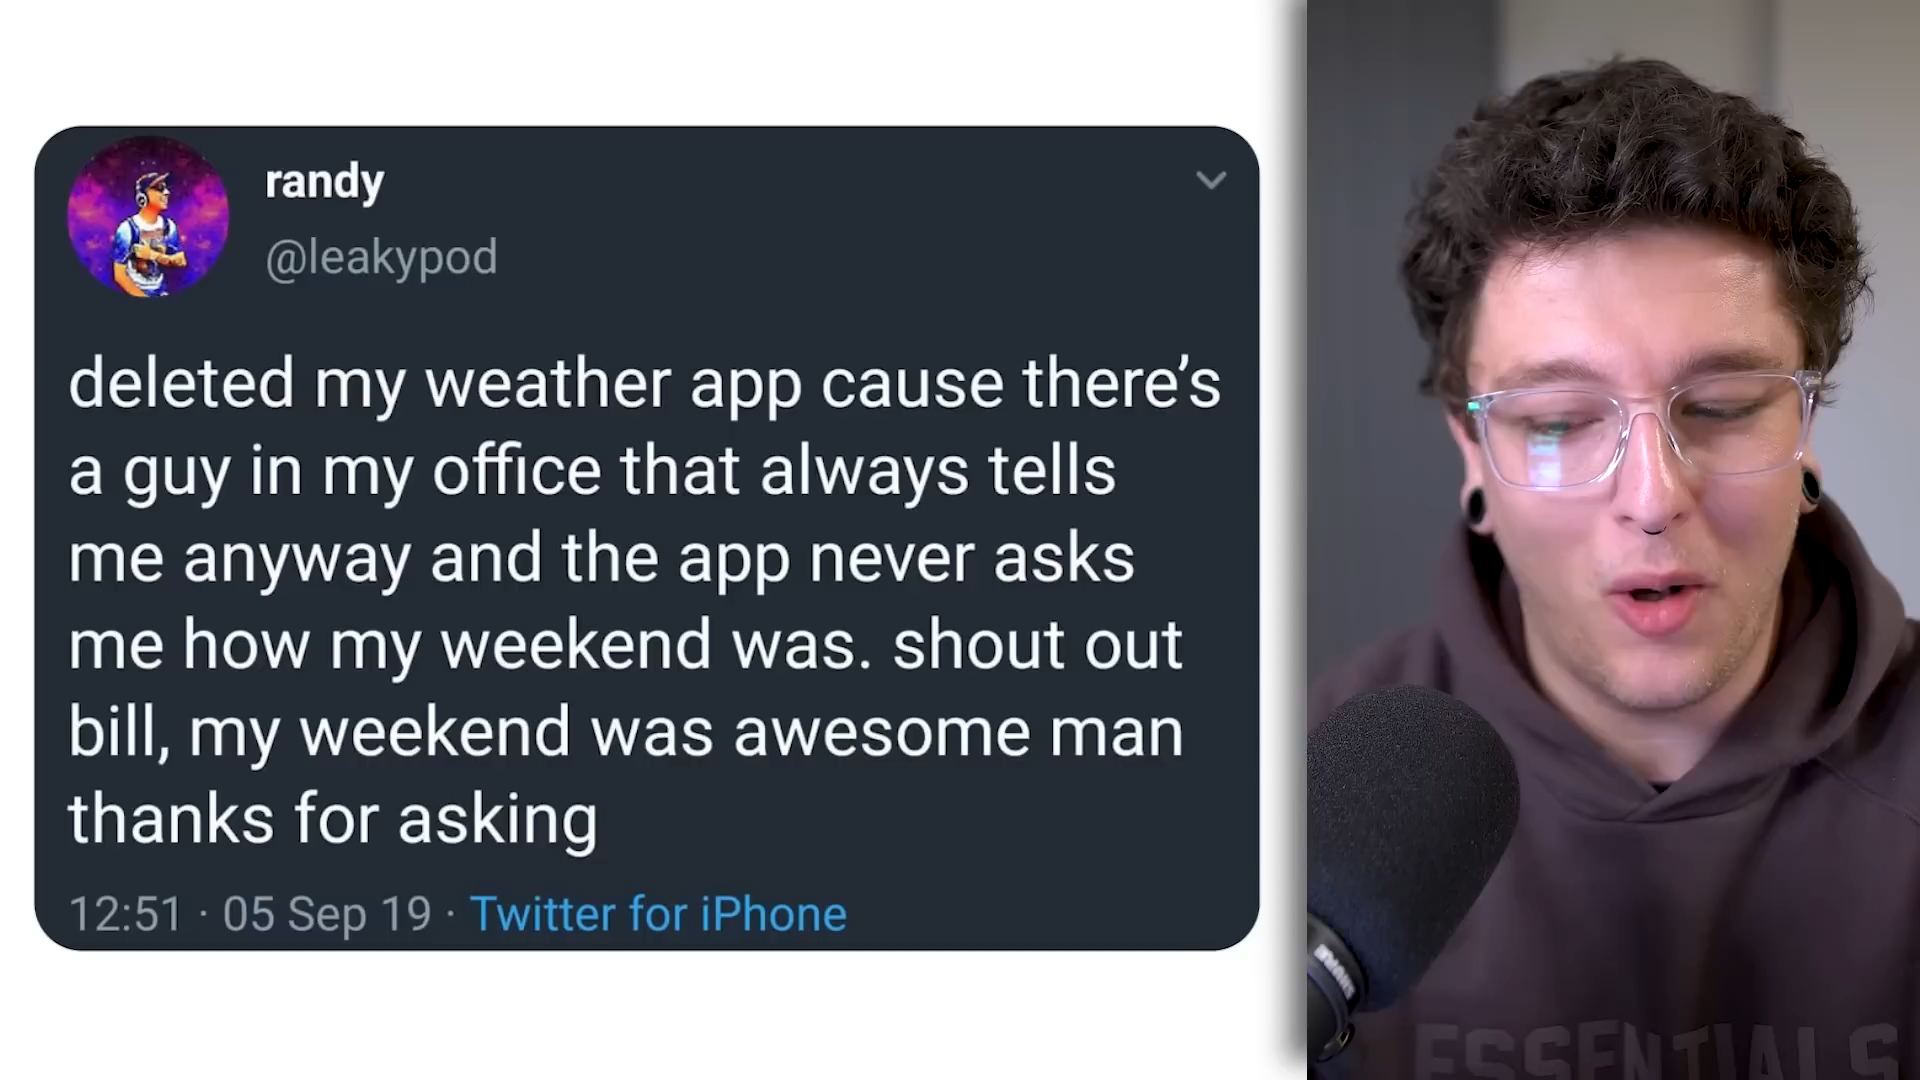 randy
@leakypod
deleted my weather app cause there’s
a guy in my office that always tells
me anyway and the app never asks
me how my weekend was. shout out
bill, my weekend was awesome man
thanks for asking
12:51 · 05 Sep 19 · Twitter for iPhone
SHURE
ESSENTIALS